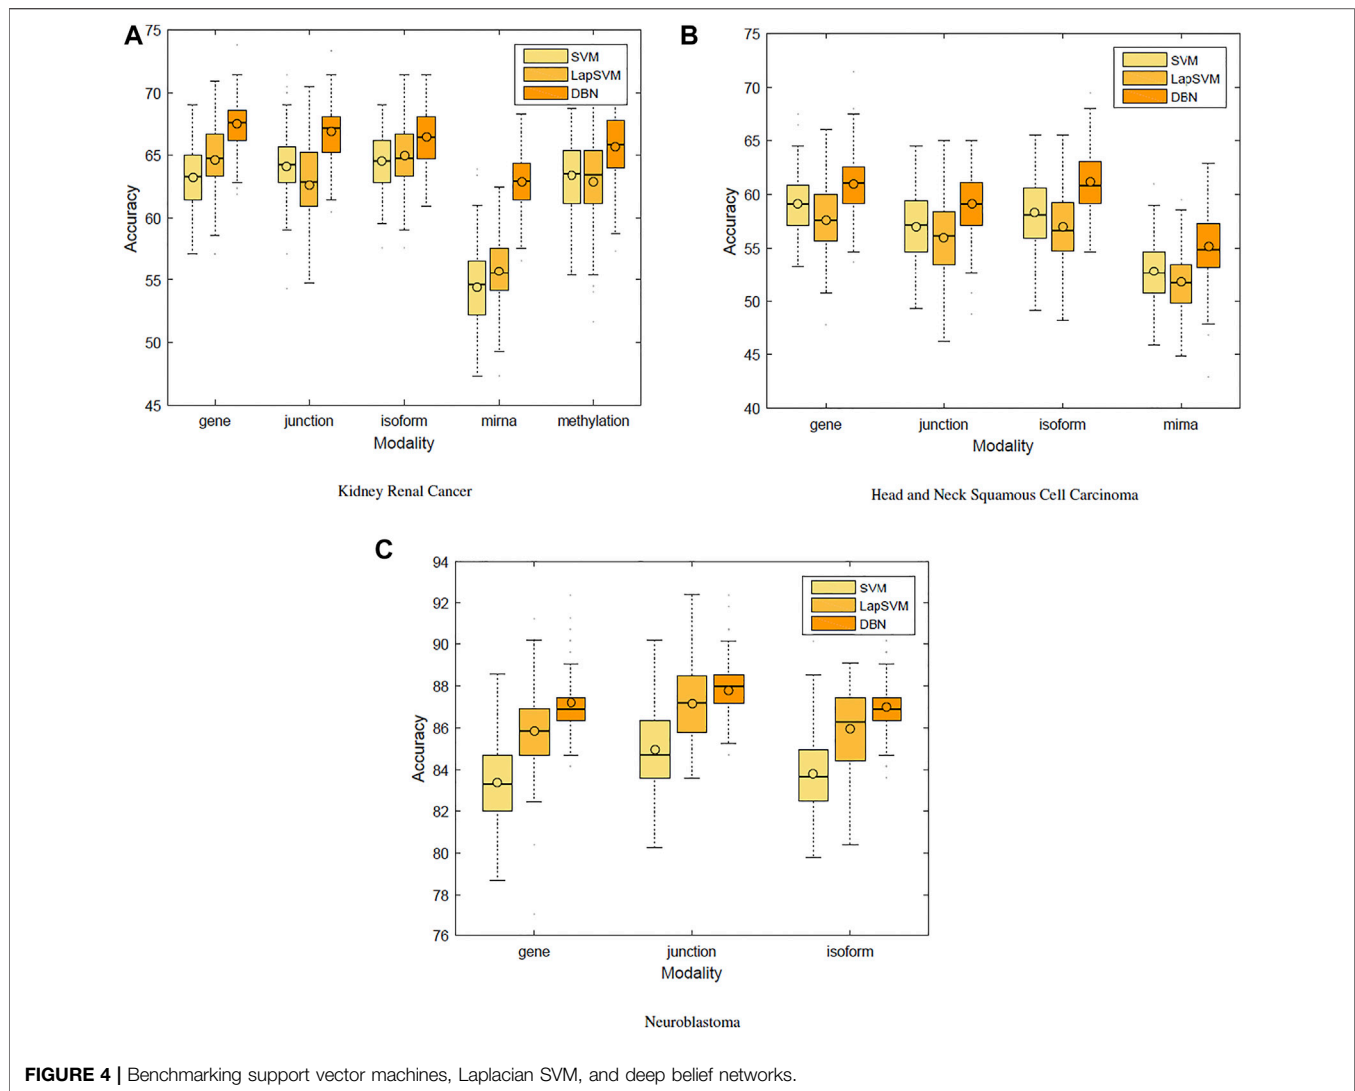 A
75
70
65
60
55
50
45
Accuracy
SVM
LapSVM
DBN
gene junction isoform mirna methylation
Modality
Kidney Renal Cancer
B
75
70
65
60
55
50
45
40
Accuracy
SVM
LapSVM
DBN
gene junction isoform mirna
Modality
Head and Neck Squamous Cell Carcinoma
C
94
92
90
88
86
84
82
80
78
76
Accuracy
SVM
LapSVM
DBN
gene junction isoform
Modality
Neuroblastoma
FIGURE 4 | Benchmarking support vector machines, Laplacian SVM, and deep belief networks.